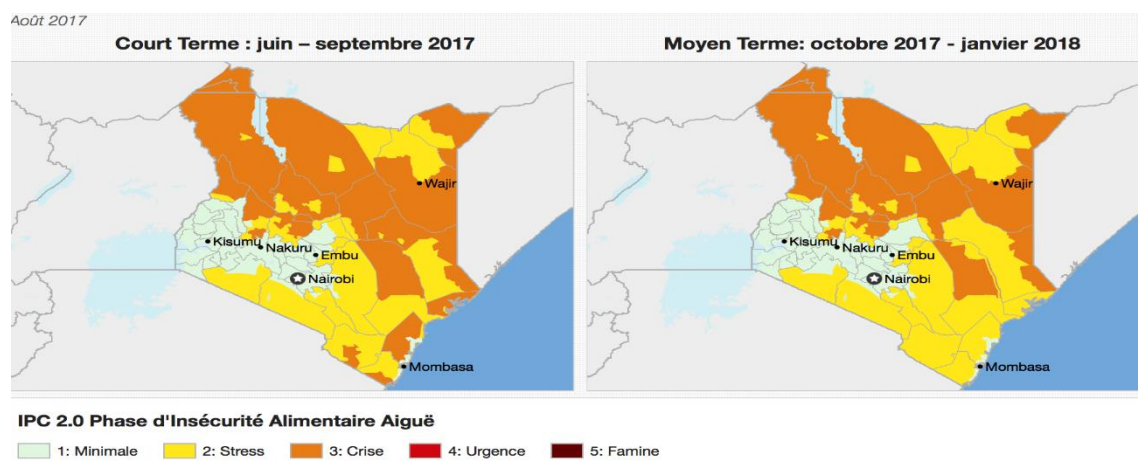 Août 2017
Court Terme : juin – septembre 2017
Moyen Terme: octobre 2017 - janvier 2018
Wajir
Kisumu
Nakuru
Embu
Nairobi
Mombasa
Wajir
Kisumu
Nakuru
Embu
Nairobi
Mombasa
IPC 2.0 Phase d'Insécurité Alimentaire Aiguë
1: Minimale 2: Stress 3: Crise 4: Urgence 5: Famine